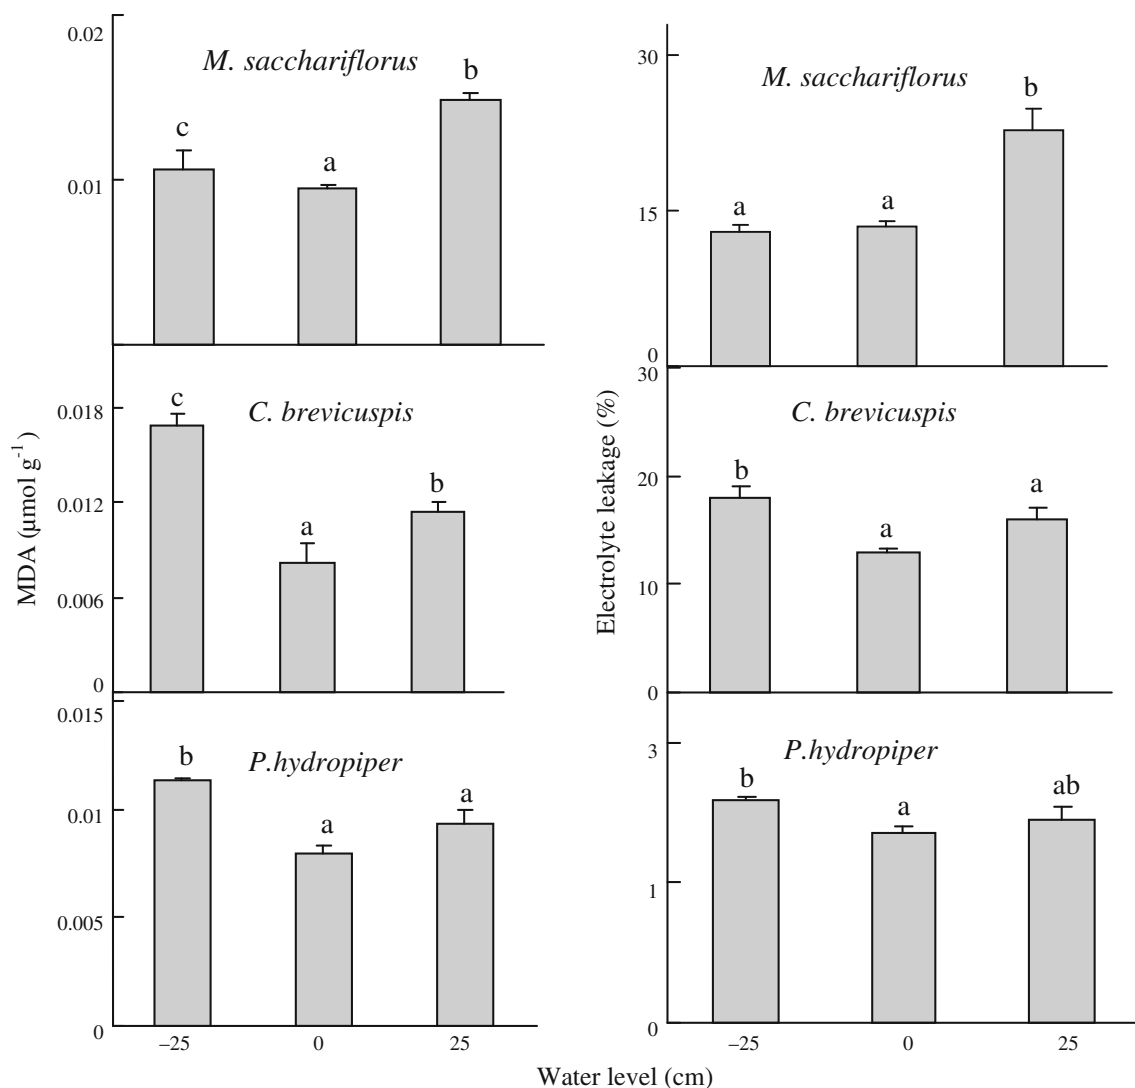 0.02
M. sacchariflorus
b
c
a
0.01
MDA (μmol g⁻¹)
0.018
c
C. brevicuspis
0.012
b
a
0.006
0
0.015
b
P.hydropiper
0.01
a
a
0.005
0
–25 0 25
30
M. sacchariflorus
b
15
a
a
0
Electrolyte leakage (%)
30
C. brevicuspis
20
b
a
a
10
0
3
P.hydropiper
b
a
ab
1
0
–25 0 25
Water level (cm)